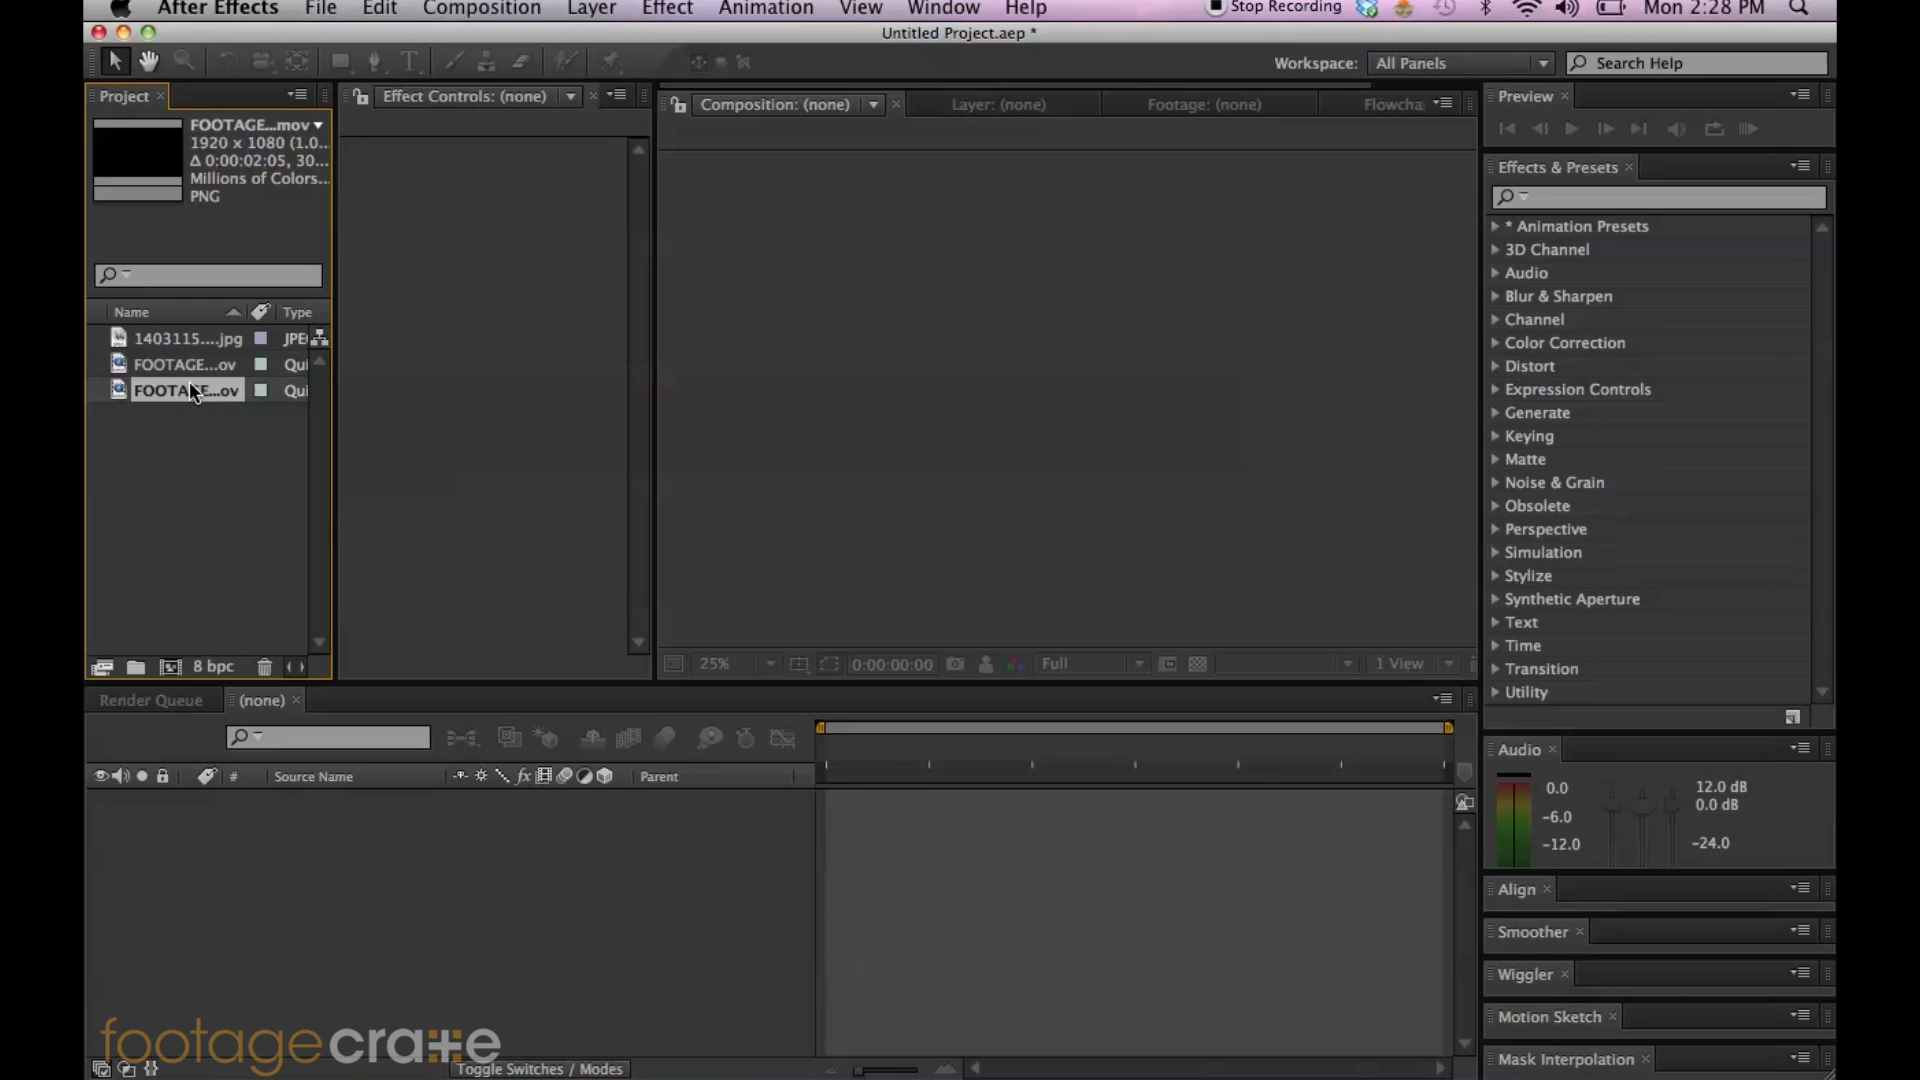 After Effects File Edit Composition Layer Effect Animation View Window Help Stop Recording Mon 2:28 PM
Untitled Project.aep *
Workspace: All Panels Search Help
Project Effect Controls: (none) Composition: (none) Layer: (none) Footage: (none) Flowcha Preview
FOOTAGE...mov
1920 x 1080 (1.0...
Δ 0:00:02:05, 30...
Millions of Colors...
PNG
Name Type
1403115....jpg JPE
FOOTAGE...ov Qui
FOOTAGE...ov Qui
8 bpc
25% 0:00:00:00 Full 1 View
Effects & Presets
* Animation Presets
3D Channel
Audio
Blur & Sharpen
Channel
Color Correction
Distort
Expression Controls
Generate
Keying
Matte
Noise & Grain
Obsolete
Perspective
Simulation
Stylize
Synthetic Aperture
Text
Time
Transition
Utility
Render Queue (none)
# Source Name fx Parent
Audio
0.0 12.0 dB
0.0 dB
-6.0
-12.0 -24.0
Align
Smoother
Wiggler
Motion Sketch
Mask Interpolation
footagecrate
Toggle Switches / Modes